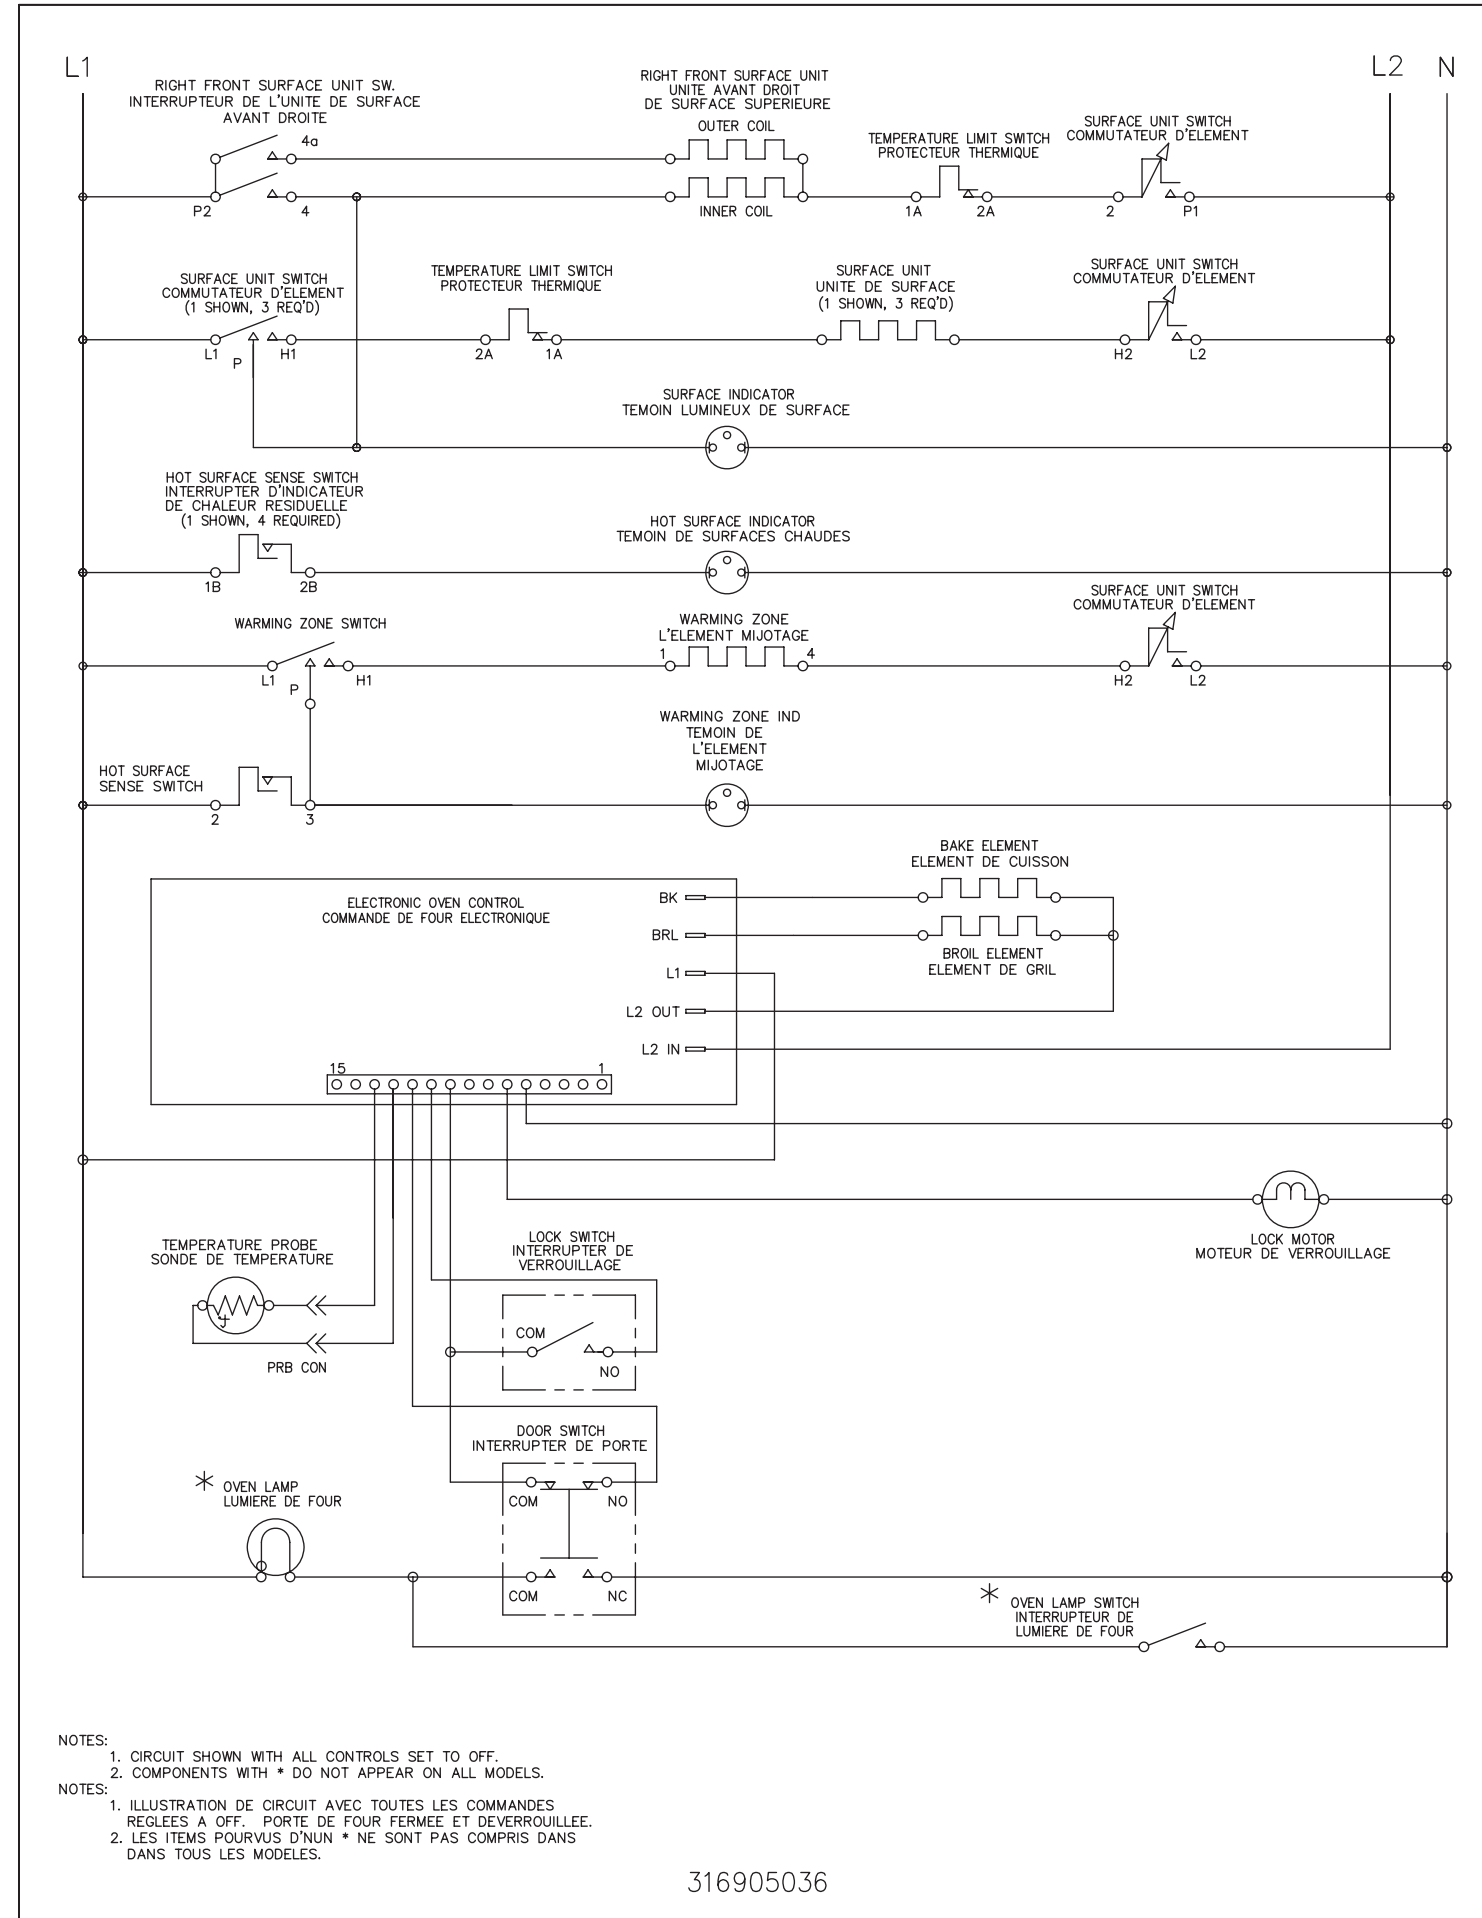 L1
L2
N
RIGHT FRONT SURFACE UNIT SW.
INTERRUPTEUR DE L'UNITE DE SURFACE
AVANT DROITE
4a
P2
4
RIGHT FRONT SURFACE UNIT
UNITE AVANT DROIT
DE SURFACE SUPERIEURE
OUTER COIL
INNER COIL
TEMPERATURE LIMIT SWITCH
PROTECTEUR THERMIQUE
1A
2A
SURFACE UNIT SWITCH
COMMUTATEUR D'ELEMENT
2
P1
SURFACE UNIT SWITCH
COMMUTATEUR D'ELEMENT
(1 SHOWN, 3 REQ'D)
L1
P
H1
TEMPERATURE LIMIT SWITCH
PROTECTEUR THERMIQUE
2A
1A
SURFACE UNIT
UNITE DE SURFACE
(1 SHOWN, 3 REQ'D)
SURFACE UNIT SWITCH
COMMUTATEUR D'ELEMENT
H2
L2
SURFACE INDICATOR
TEMOIN LUMINEUX DE SURFACE
HOT SURFACE SENSE SWITCH
INTERRUPTER D'INDICATEUR
DE CHALEUR RESIDUELLE
(1 SHOWN, 4 REQUIRED)
1B
2B
HOT SURFACE INDICATOR
TEMOIN DE SURFACES CHAUDES
WARMING ZONE SWITCH
L1
P
H1
WARMING ZONE
L'ELEMENT MIJOTAGE
1
4
SURFACE UNIT SWITCH
COMMUTATEUR D'ELEMENT
H2
L2
HOT SURFACE
SENSE SWITCH
2
3
WARMING ZONE IND
TEMOIN DE
L'ELEMENT
MIJOTAGE
ELECTRONIC OVEN CONTROL
COMMANDE DE FOUR ELECTRONIQUE
BK
BRL
L1
L2 OUT
L2 IN
15
1
BAKE ELEMENT
ELEMENT DE CUISSON
BROIL ELEMENT
ELEMENT DE GRIL
LOCK MOTOR
MOTEUR DE VERROUILLAGE
TEMPERATURE PROBE
SONDE DE TEMPERATURE
PRB CON
LOCK SWITCH
INTERRUPTER DE
VERROUILLAGE
COM
NO
DOOR SWITCH
INTERRUPTER DE PORTE
COM
NO
COM
NC
* OVEN LAMP
LUMIERE DE FOUR
* OVEN LAMP SWITCH
INTERRUPTEUR DE
LUMIERE DE FOUR
NOTES:
1. CIRCUIT SHOWN WITH ALL CONTROLS SET TO OFF.
2. COMPONENTS WITH * DO NOT APPEAR ON ALL MODELS.
NOTES:
1. ILLUSTRATION DE CIRCUIT AVEC TOUTES LES COMMANDES
REGLEES A OFF. PORTE DE FOUR FERMEE ET DEVERROUILLEE.
2. LES ITEMS POURVUS D'NUN * NE SONT PAS COMPRIS DANS
DANS TOUS LES MODELES.
316905036